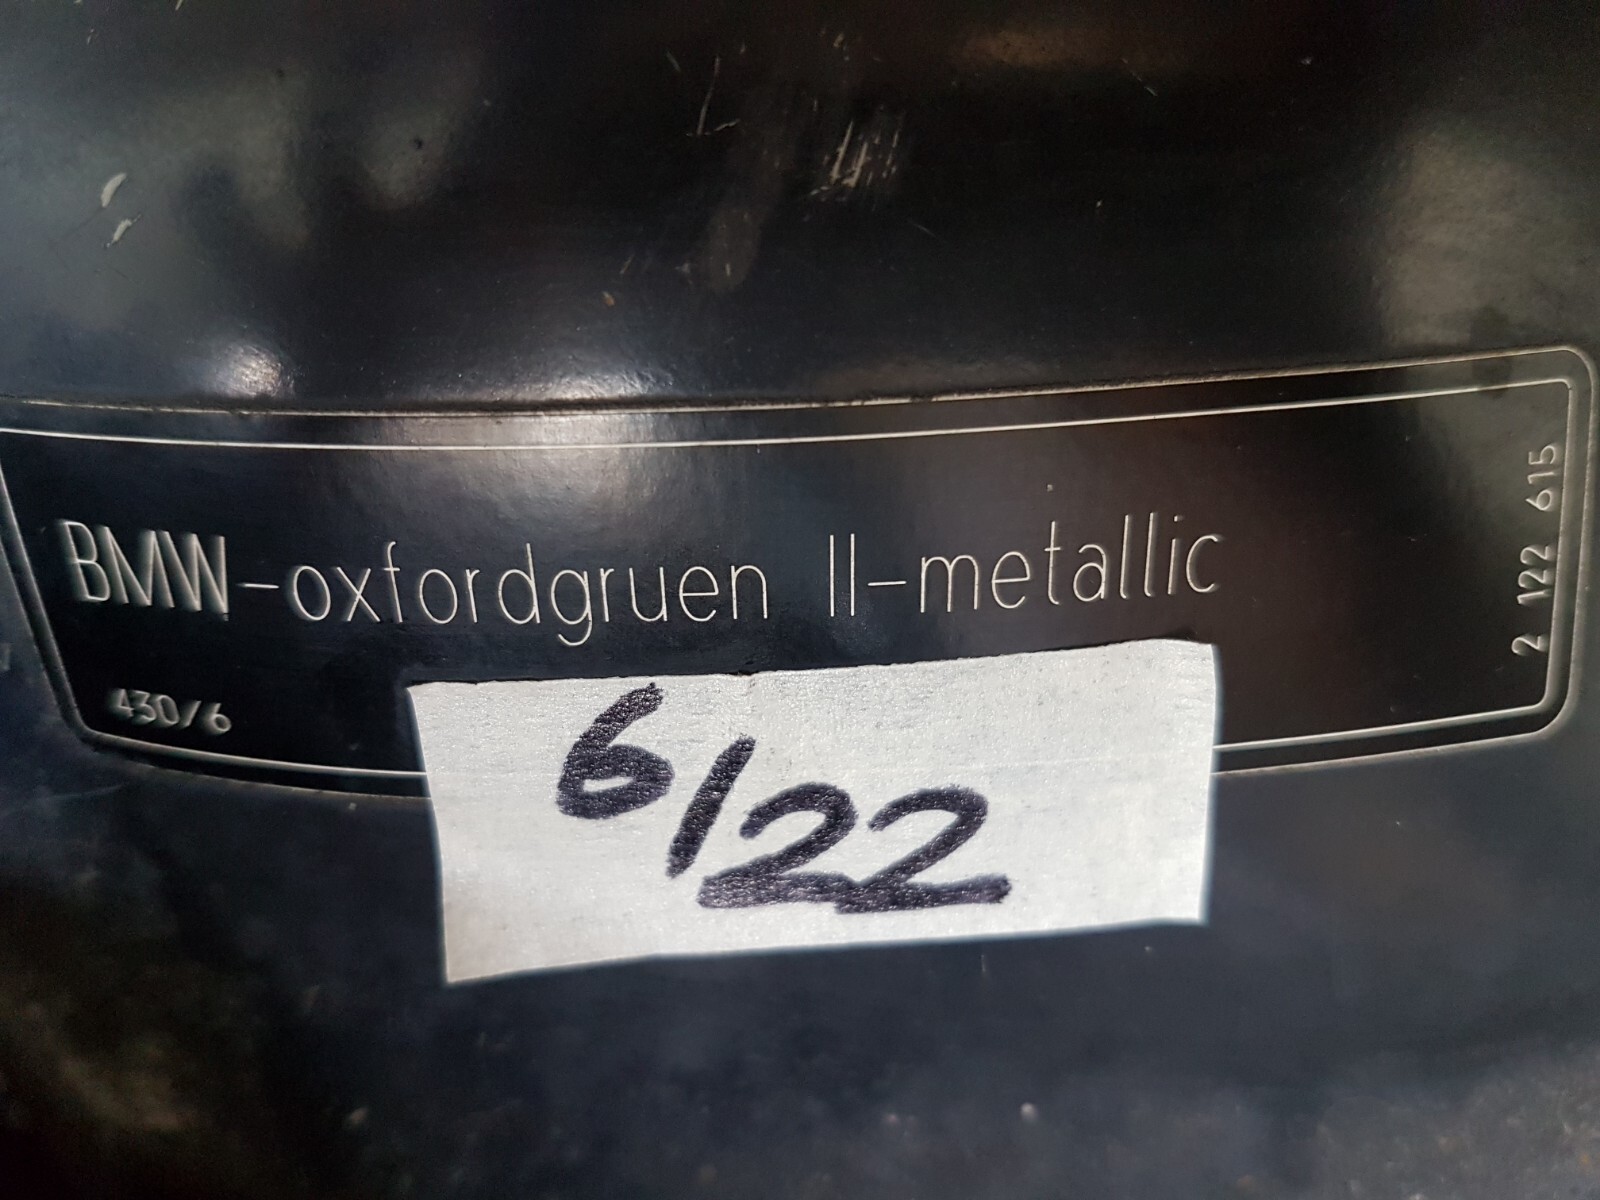 BMW-oxfordgruen II-metallic
430/6
2 122 615
6/22